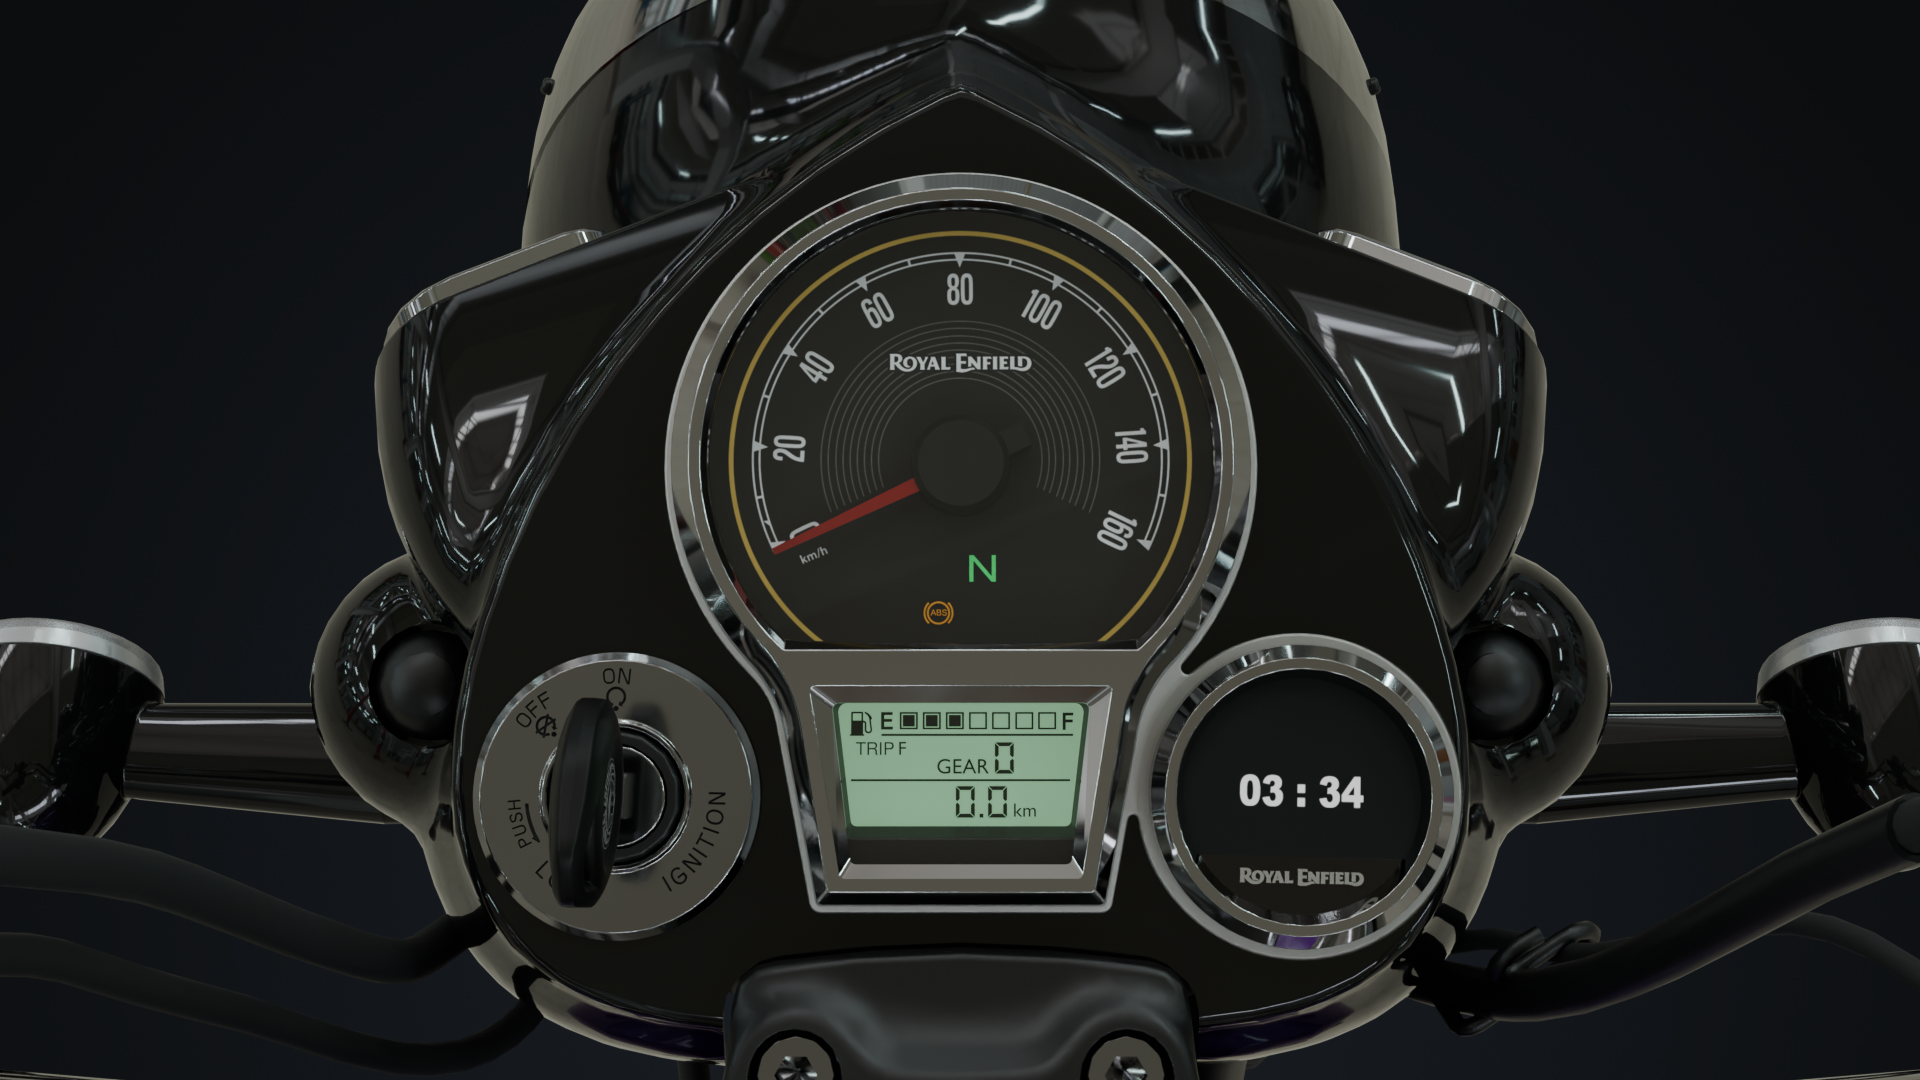 80
60
100
40
120
ROYAL ENFIELD
20
140
0
160
km/h
N
ABS
ON
OFF
PUSH
IGNITION
E F
TRIP F
GEAR 0
0.0 km
03 : 34
ROYAL ENFIELD